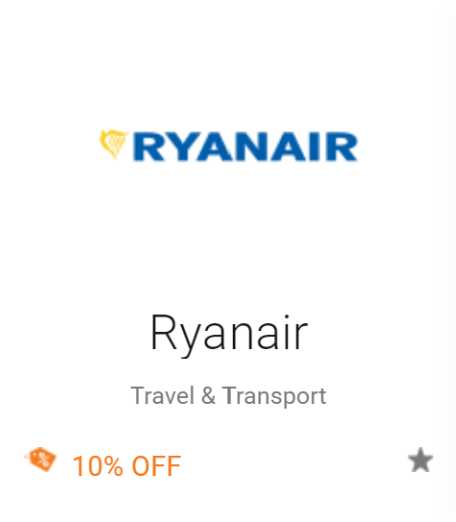 RYANAIR
Ryanair
Travel & Transport
10% OFF